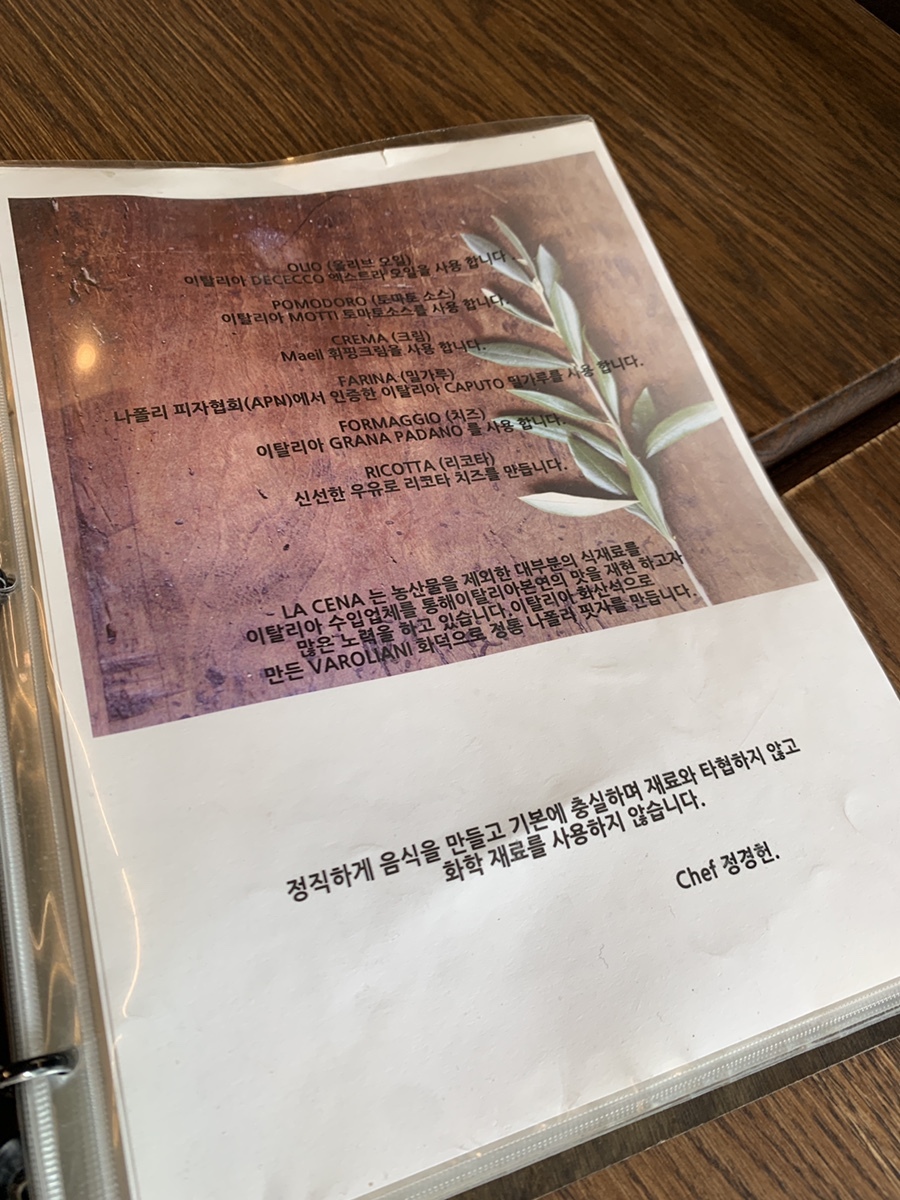 OLIO (올리브 오일)
이탈리아 DECECCO 엑스트라 오일을 사용 합니다 .
POMODORO (토마토 소스)
이탈리아 MOTTI 토마토소스를 사용 합니다.
CREMA (크림)
Maeil 휘핑크림을 사용 합니다.
FARINA (밀가루)
나폴리 피자협회(APN)에서 인증한 이탈리아 CAPUTO 밀가루를 사용 합니다.
FORMAGGIO (치즈)
이탈리아 GRANA PADANO 를 사용 합니다.
RICOTTA (리코타)
신선한 우유로 리코타 치즈를 만듭니다.
LA CENA 는 농산물을 제외한 대부분의 식재료를
이탈리아 수입업체를 통해이탈리아본연의 맛을 재현 하고자
많은 노력을 하고 있습니다.이탈리아 화산석으로
만든 VAROLIANI 화덕으로 정통 나폴리 핏자를 만듭니다.
정직하게 음식을 만들고 기본에 충실하며 재료와 타협하지 않고
화학 재료를 사용하지 않습니다.
Chef 정경헌.